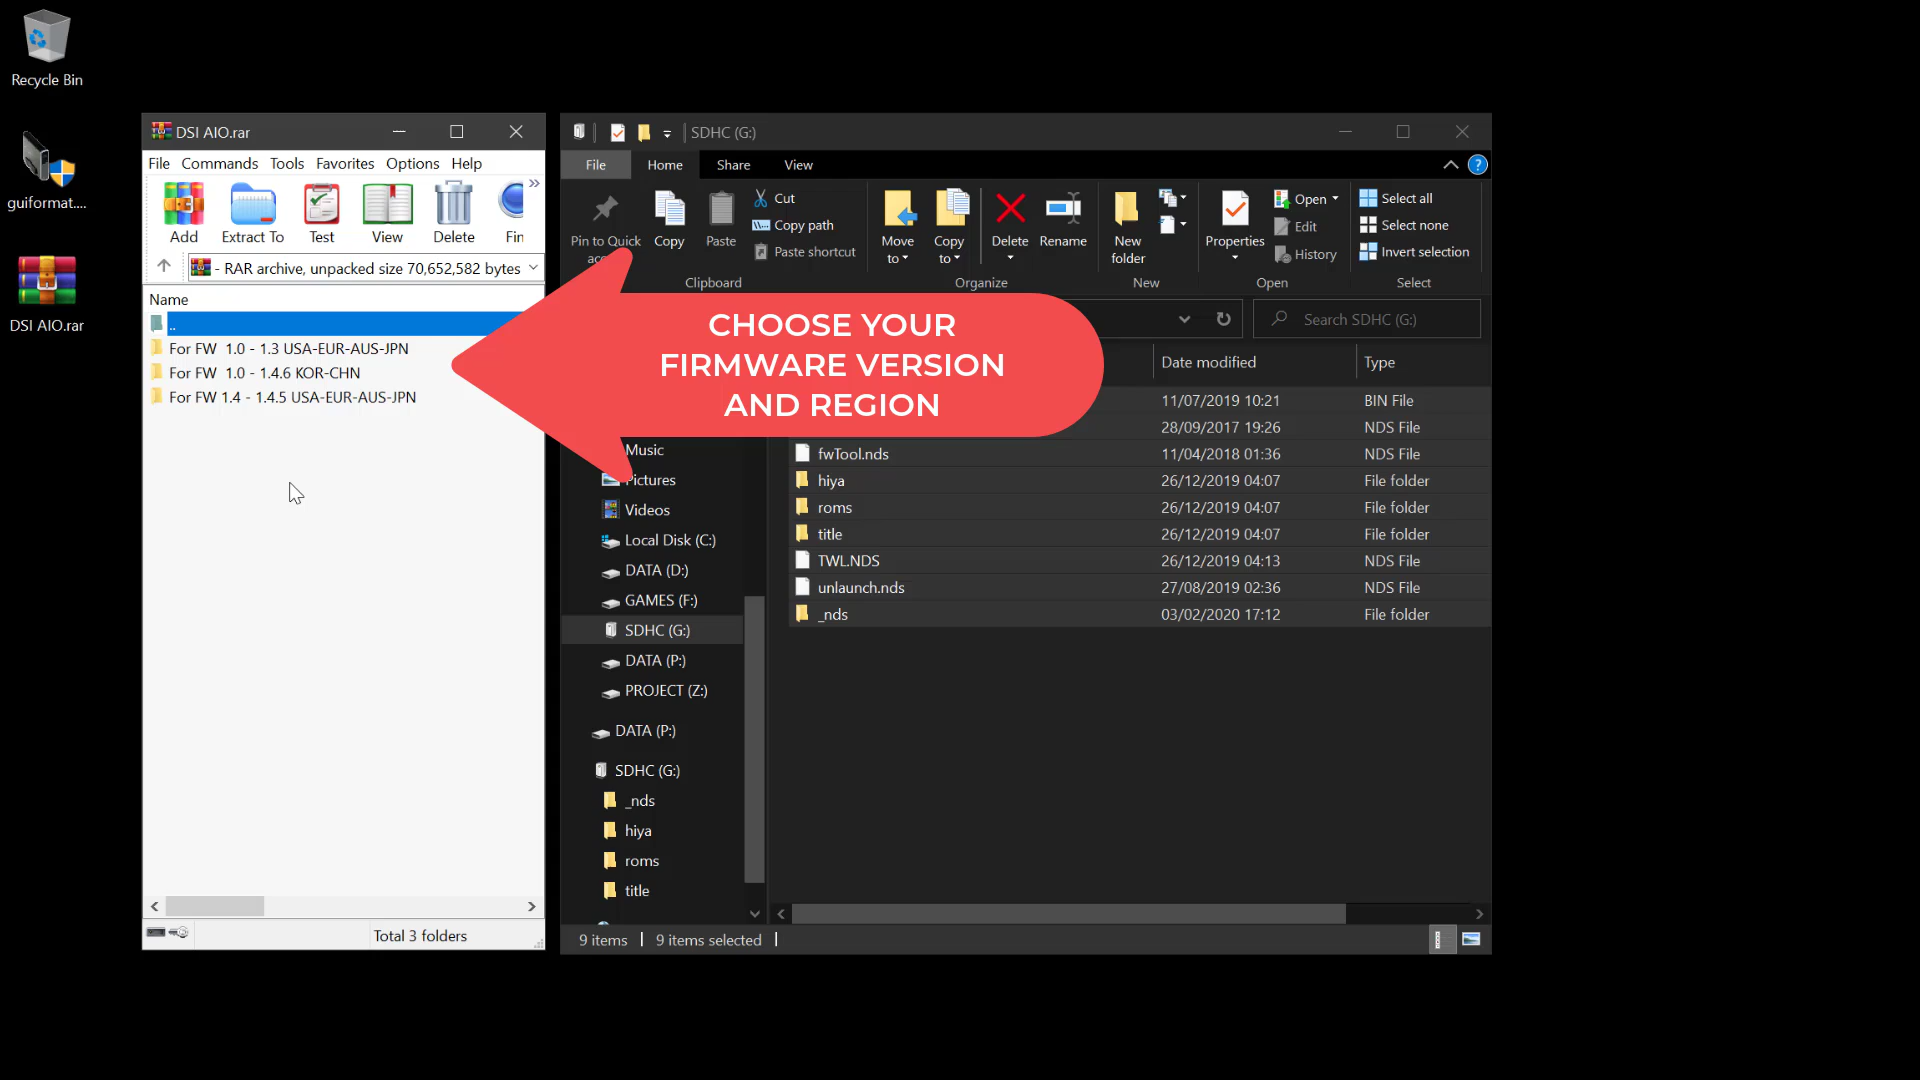 Recycle Bin
guiformat....
DSI AIO.rar
DSI AIO.rar
File Commands Tools Favorites Options Help
Add Extract To Test View Delete Fin
- RAR archive, unpacked size 70,652,582 bytes
Name
..
For FW 1.0 - 1.3 USA-EUR-AUS-JPN
For FW 1.0 - 1.4.6 KOR-CHN
For FW 1.4 - 1.4.5 USA-EUR-AUS-JPN
Total 3 folders
SDHC (G:)
File Home Share View
Pin to Quick
Copy
Paste
Cut
Copy path
Paste shortcut
Clipboard
Move
to
Copy
to
Delete
Rename
Organize
New
folder
New
Properties
Open
Edit
History
Open
Select all
Select none
Invert selection
Select
Search SDHC (G:)
CHOOSE YOUR
FIRMWARE VERSION
AND REGION
Date modified Type
11/07/2019 10:21 BIN File
28/09/2017 19:26 NDS File
fwTool.nds 11/04/2018 01:36 NDS File
hiya 26/12/2019 04:07 File folder
roms 26/12/2019 04:07 File folder
title 26/12/2019 04:07 File folder
TWL.NDS 26/12/2019 04:13 NDS File
unlaunch.nds 27/08/2019 02:36 NDS File
_nds 03/02/2020 17:12 File folder
Music
Pictures
Videos
Local Disk (C:)
DATA (D:)
GAMES (F:)
SDHC (G:)
DATA (P:)
PROJECT (Z:)
DATA (P:)
SDHC (G:)
_nds
hiya
roms
title
9 items 9 items selected